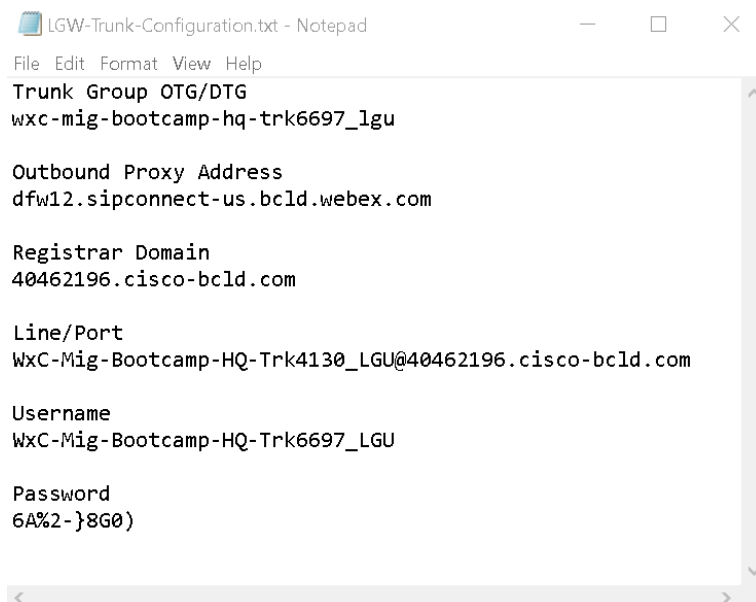 LGW-Trunk-Configuration.txt - Notepad
File Edit Format View Help
Trunk Group OTG/DTG
wxc-mig-bootcamp-hq-trk6697_lgu
Outbound Proxy Address
dfw12.sipconnect-us.bcld.webex.com
Registrar Domain
40462196.cisco-bcld.com
Line/Port
WxC-Mig-Bootcamp-HQ-Trk4130_LGU@40462196.cisco-bcld.com
Username
WxC-Mig-Bootcamp-HQ-Trk6697_LGU
Password
6A%2-}8G0)